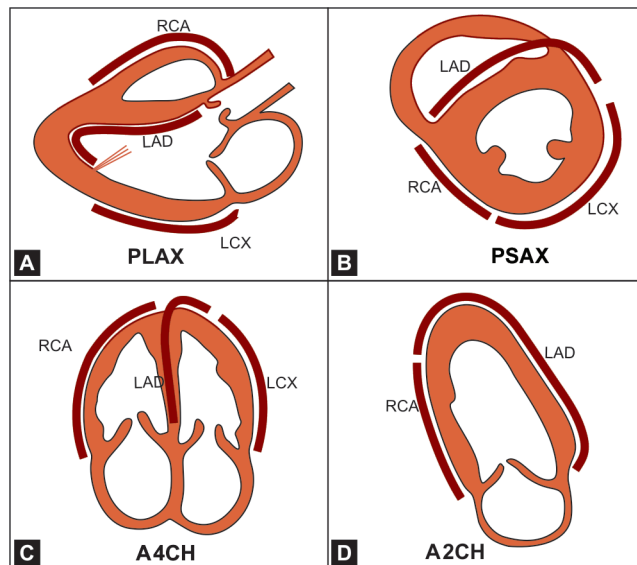 RCA
LAD
LCX
A
PLAX
LAD
RCA
LCX
B
PSAX
RCA
LAD
LCX
C
A4CH
LAD
RCA
D
A2CH